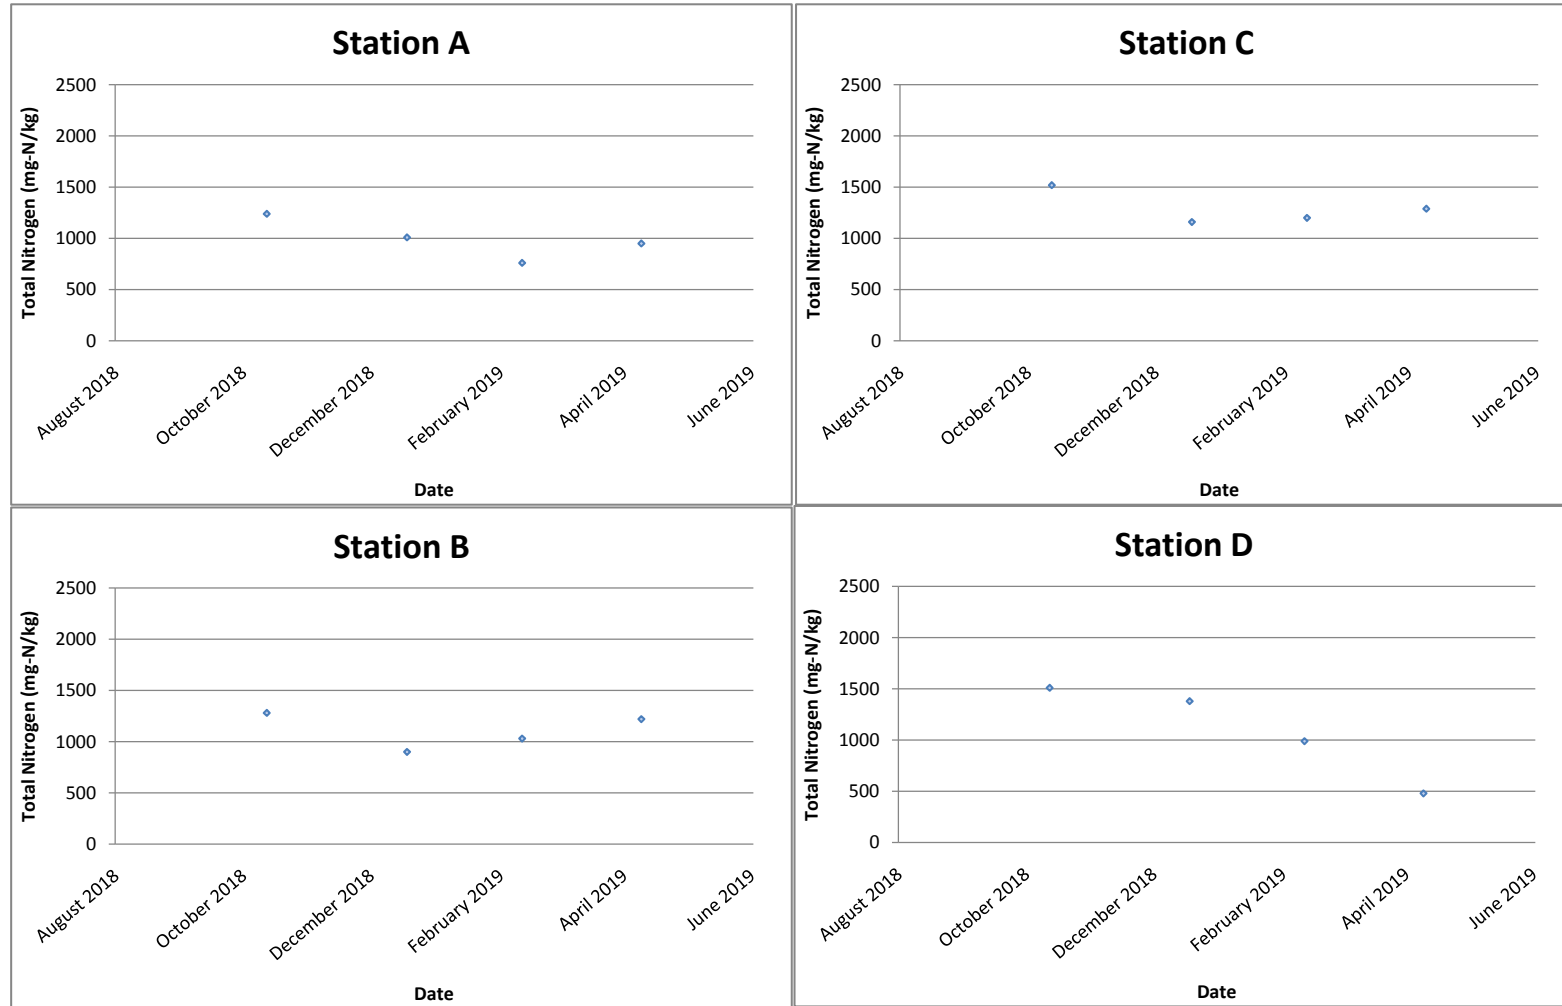 Station A
Total Nitrogen (mg-N/kg)
2500
2000
1500
1000
500
0
August 2018
October 2018
December 2018
February 2019
April 2019
June 2019
Date
Station C
Total Nitrogen (mg-N/kg)
2500
2000
1500
1000
500
0
August 2018
October 2018
December 2018
February 2019
April 2019
June 2019
Date
Station B
Total Nitrogen (mg-N/kg)
2500
2000
1500
1000
500
0
August 2018
October 2018
December 2018
February 2019
April 2019
June 2019
Date
Station D
Total Nitrogen (mg-N/kg)
2500
2000
1500
1000
500
0
August 2018
October 2018
December 2018
February 2019
April 2019
June 2019
Date